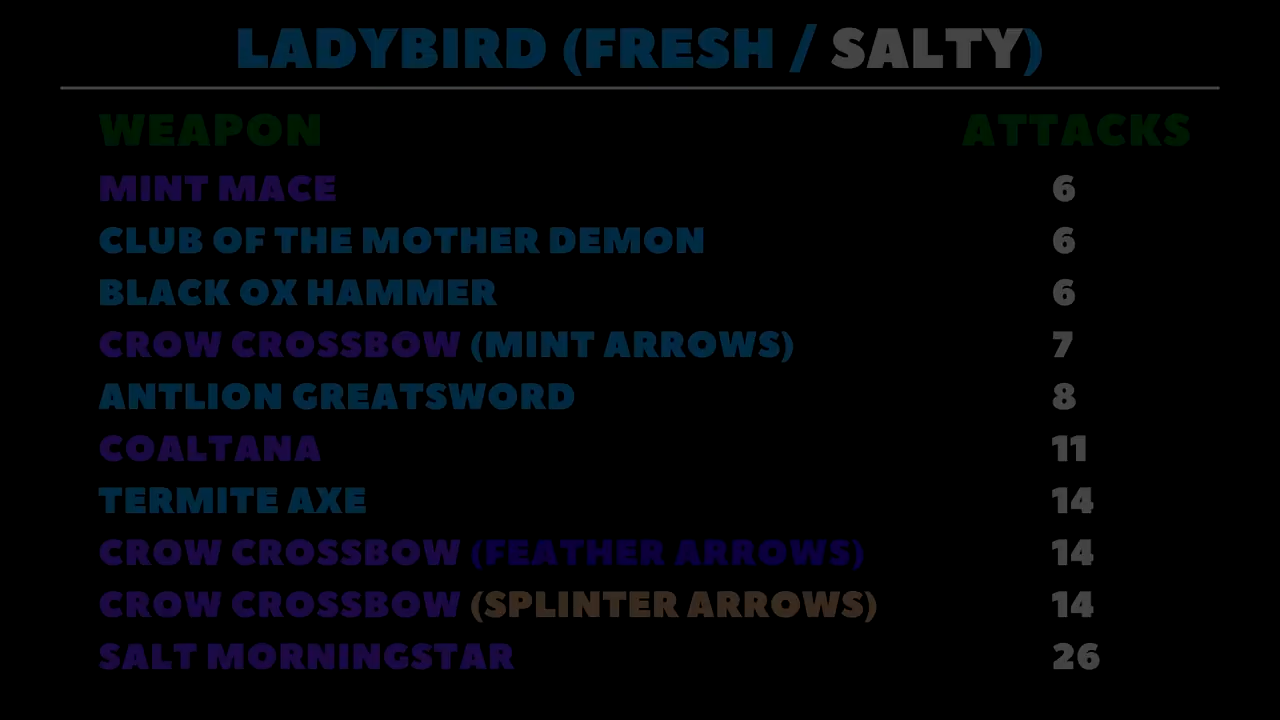 LADYBIRD (FRESH / SALTY)
WEAPON ATTACKS
MINT MACE 6
CLUB OF THE MOTHER DEMON 6
BLACK OX HAMMER 6
CROW CROSSBOW (MINT ARROWS) 7
ANTLION GREATSWORD 8
COALTANA 11
TERMITE AXE 14
CROW CROSSBOW (FEATHER ARROWS) 14
CROW CROSSBOW (SPLINTER ARROWS) 14
SALT MORNINGSTAR 26